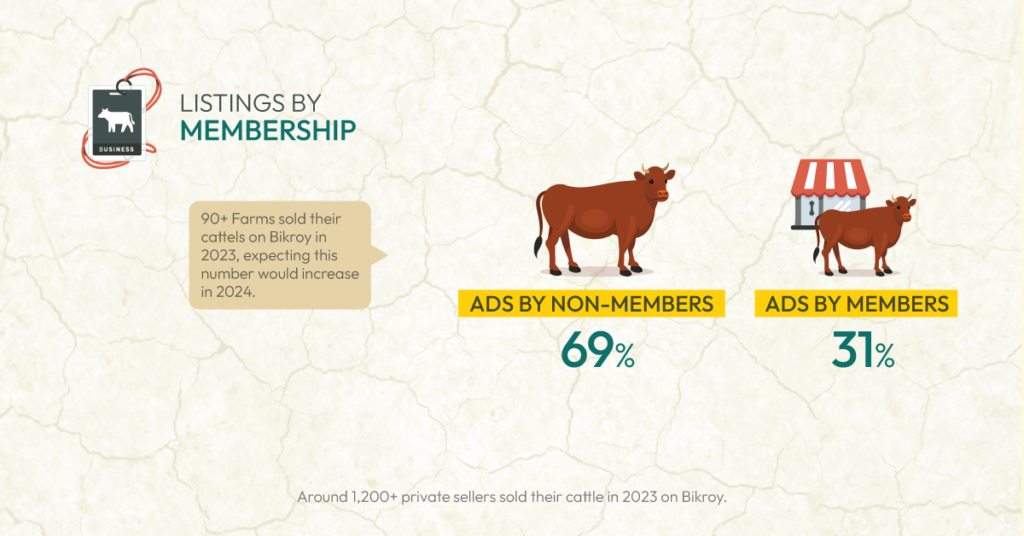 BUSINESS
LISTINGS BY
MEMBERSHIP
90+ Farms sold their
cattels on Bikroy in
2023, expecting this
number would increase
in 2024.
ADS BY NON-MEMBERS
69%
ADS BY MEMBERS
31%
Around 1,200+ private sellers sold their cattle in 2023 on Bikroy.